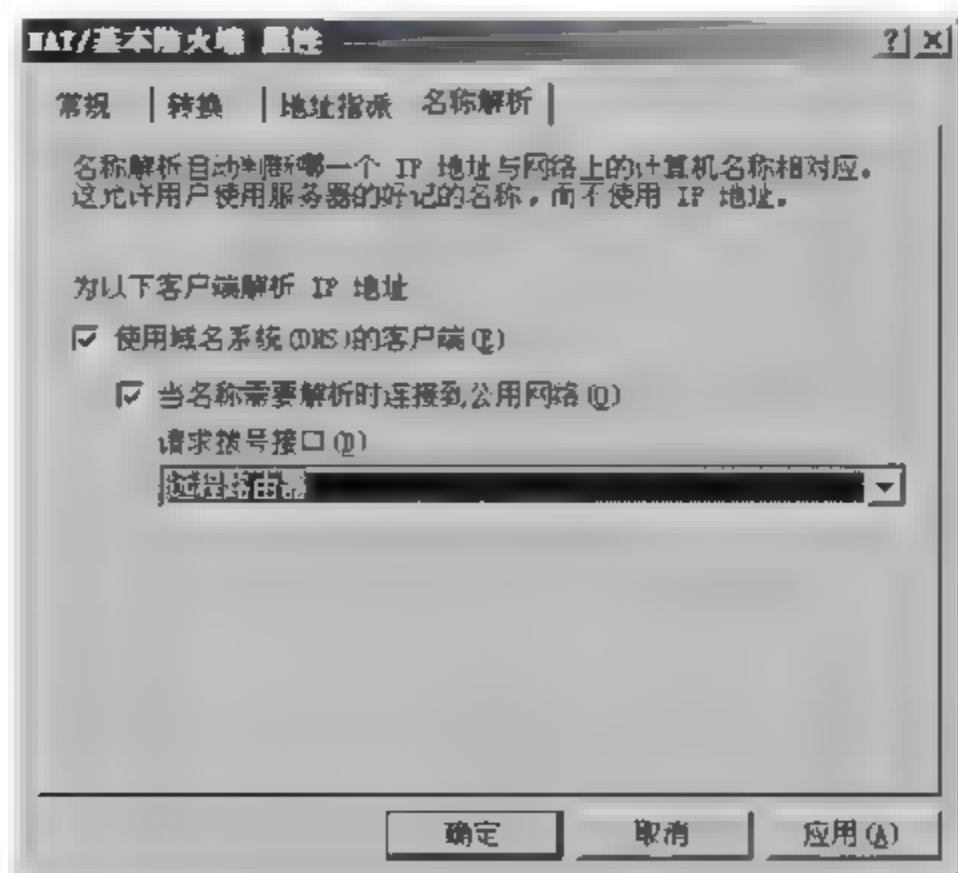 NAT/基本防火墙 属性
常规 转换 地址指派 名称解析
名称解析自动判断哪一个 IP 地址与网络上的计算机名称相对应。
这允许用户使用服务器的好记的名称，而不使用 IP 地址。
为以下客户端解析 IP 地址
使用域名系统(DNS)的客户端(E)
当名称需要解析时连接到公用网络(Q)
请求拨号接口(D)
远程路由器
确定 取消 应用(A)